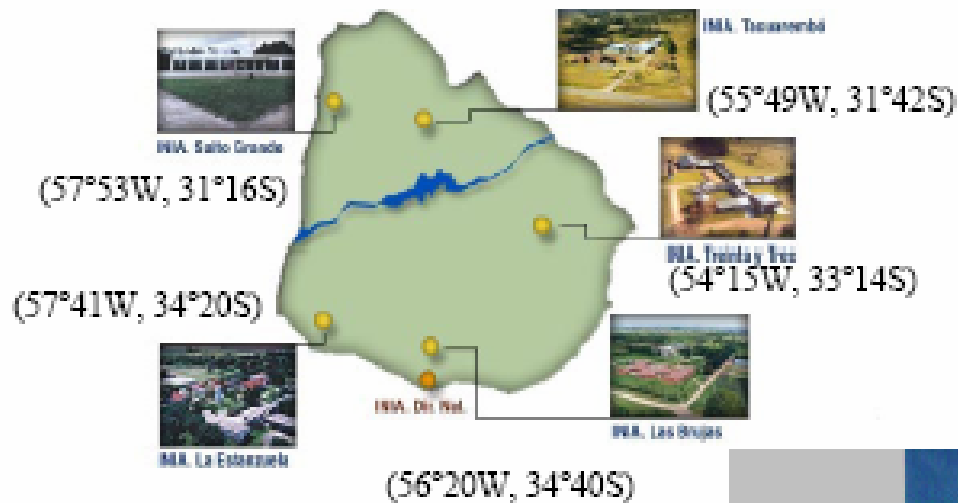 INIA. Tacuarembó
(55°49W, 31°42S)
INIA. Salto Grande
(57°53W, 31°16S)
INIA. Treinta y Tres
(54°15W, 33°14S)
(57°41W, 34°20S)
INIA. Dir. Nal.
INIA. Las Brujas
INIA. La Estanzuela
(56°20W, 34°40S)